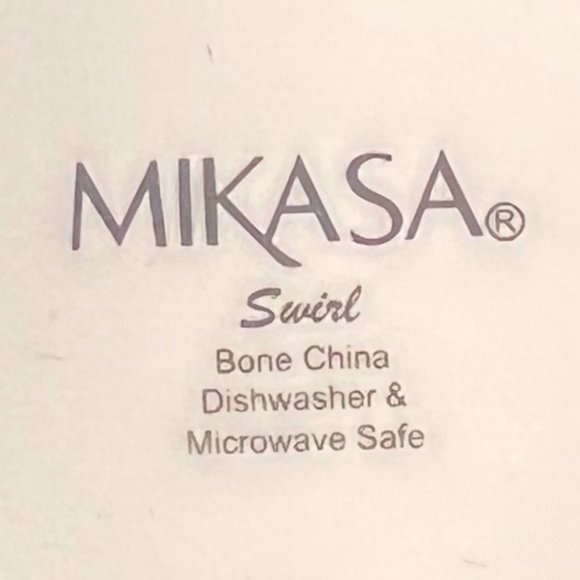 MIKASA®
Swirl
Bone China
Dishwasher &
Microwave Safe